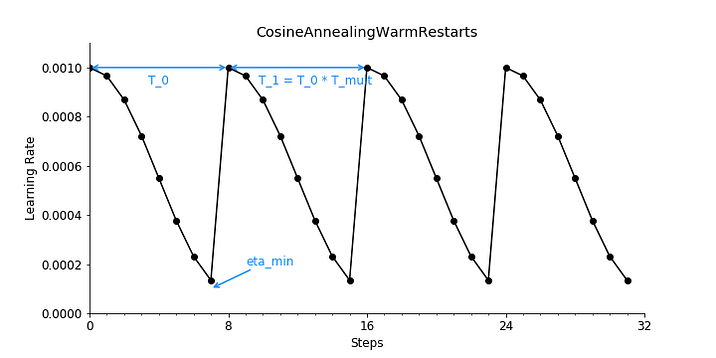 CosineAnnealingWarmRestarts
0.0010
T_0
T_1 = T_0 * T_mult
0.0008
0.0006
Learning Rate
0.0004
eta_min
0.0002
0.0000
0 8 16 24 32
Steps